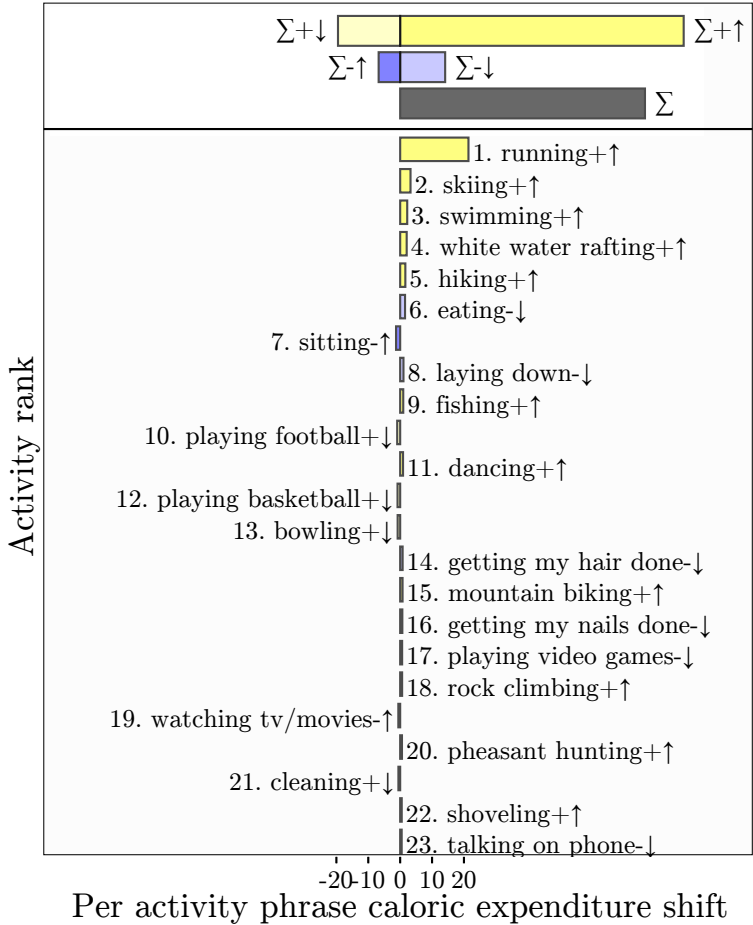 ∑+↓ ∑+↑
∑-↑ ∑-↓
∑
1. running+↑
2. skiing+↑
3. swimming+↑
4. white water rafting+↑
5. hiking+↑
6. eating-↓
7. sitting-↑
8. laying down-↓
9. fishing+↑
10. playing football+↓
11. dancing+↑
12. playing basketball+↓
13. bowling+↓
14. getting my hair done-↓
15. mountain biking+↑
16. getting my nails done-↓
17. playing video games-↓
18. rock climbing+↑
19. watching tv/movies-↑
20. pheasant hunting+↑
21. cleaning+↓
22. shoveling+↑
23. talking on phone-↓
Activity rank
-20 -10 0 10 20
Per activity phrase caloric expenditure shift